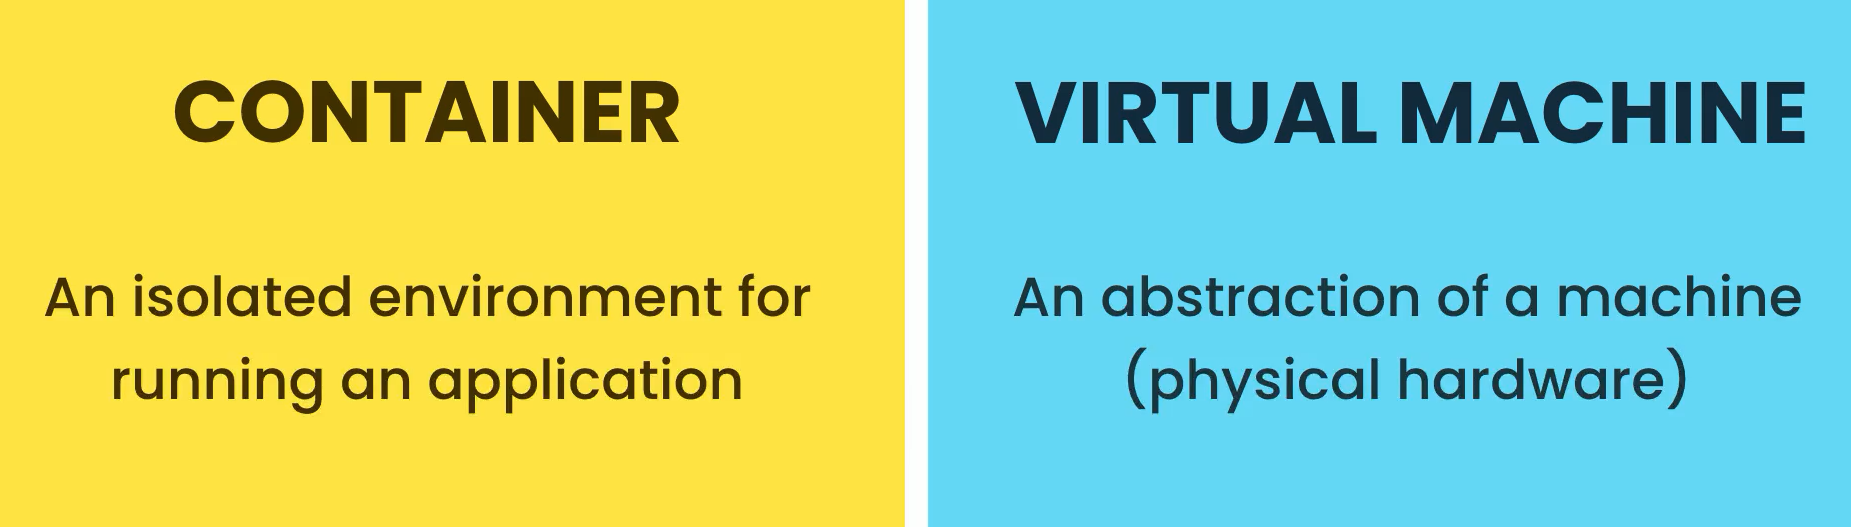 CONTAINER
An isolated environment for
running an application
VIRTUAL MACHINE
An abstraction of a machine
(physical hardware)